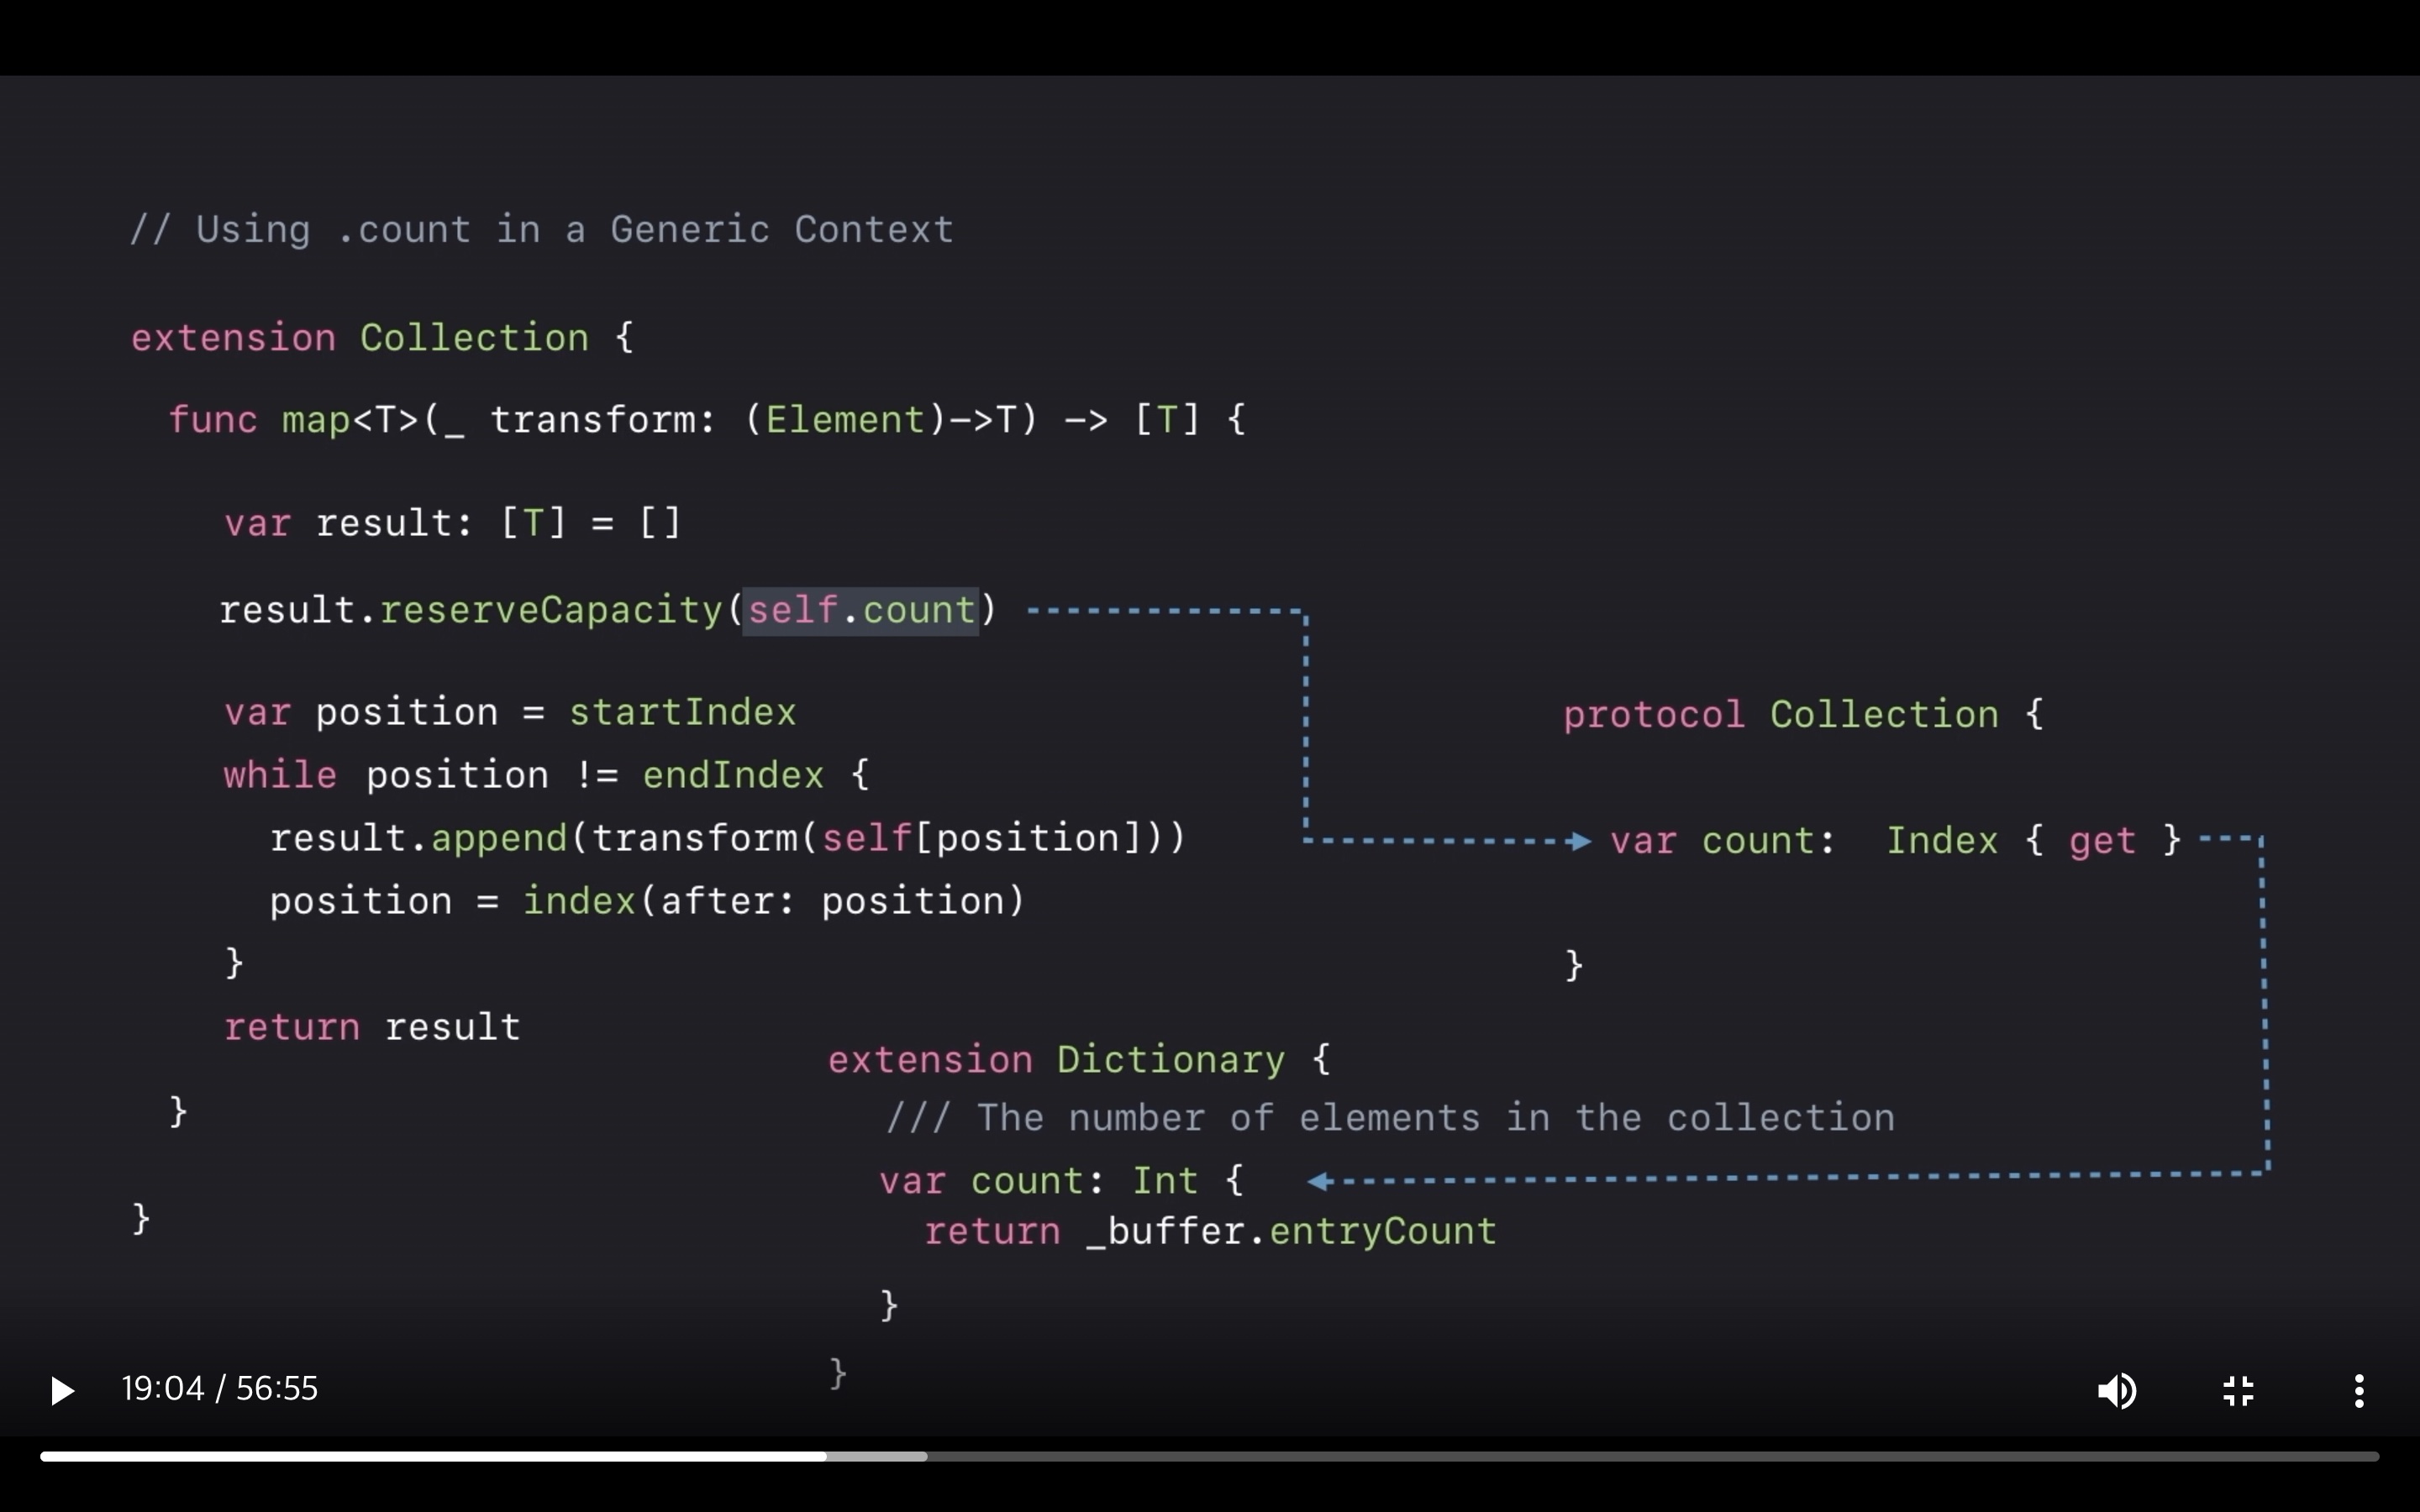 // Using .count in a Generic Context
extension Collection {
func map<T>(_ transform: (Element)->T) -> [T] {
var result: [T] = []
result.reserveCapacity(self.count)
var position = startIndex
while position != endIndex {
result.append(transform(self[position]))
position = index(after: position)
}
return result
}
}
protocol Collection {
var count:  Index { get }
}
extension Dictionary {
/// The number of elements in the collection
var count: Int {
return _buffer.entryCount
}
}
19:04 / 56:55